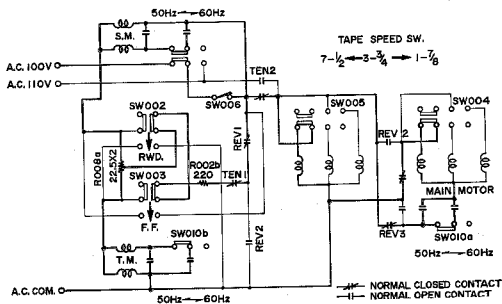 50Hz 60Hz
S.M.
TAPE SPEED SW.
7-1/2 3-3/4 1-7/8
A.C. 100V
A.C. 110V
TEN2
SW006
SW005
SW004
SW002
REV1
REV 2
R008a
22.5X2
RWD.
R002b
220
TEN1
SW003
MAIN MOTOR
F.F.
REV2
REV3
SW010a
SW010b
T.M.
50Hz 60Hz
50Hz 60Hz
A.C. COM.
NORMAL CLOSED CONTACT
NORMAL OPEN CONTACT